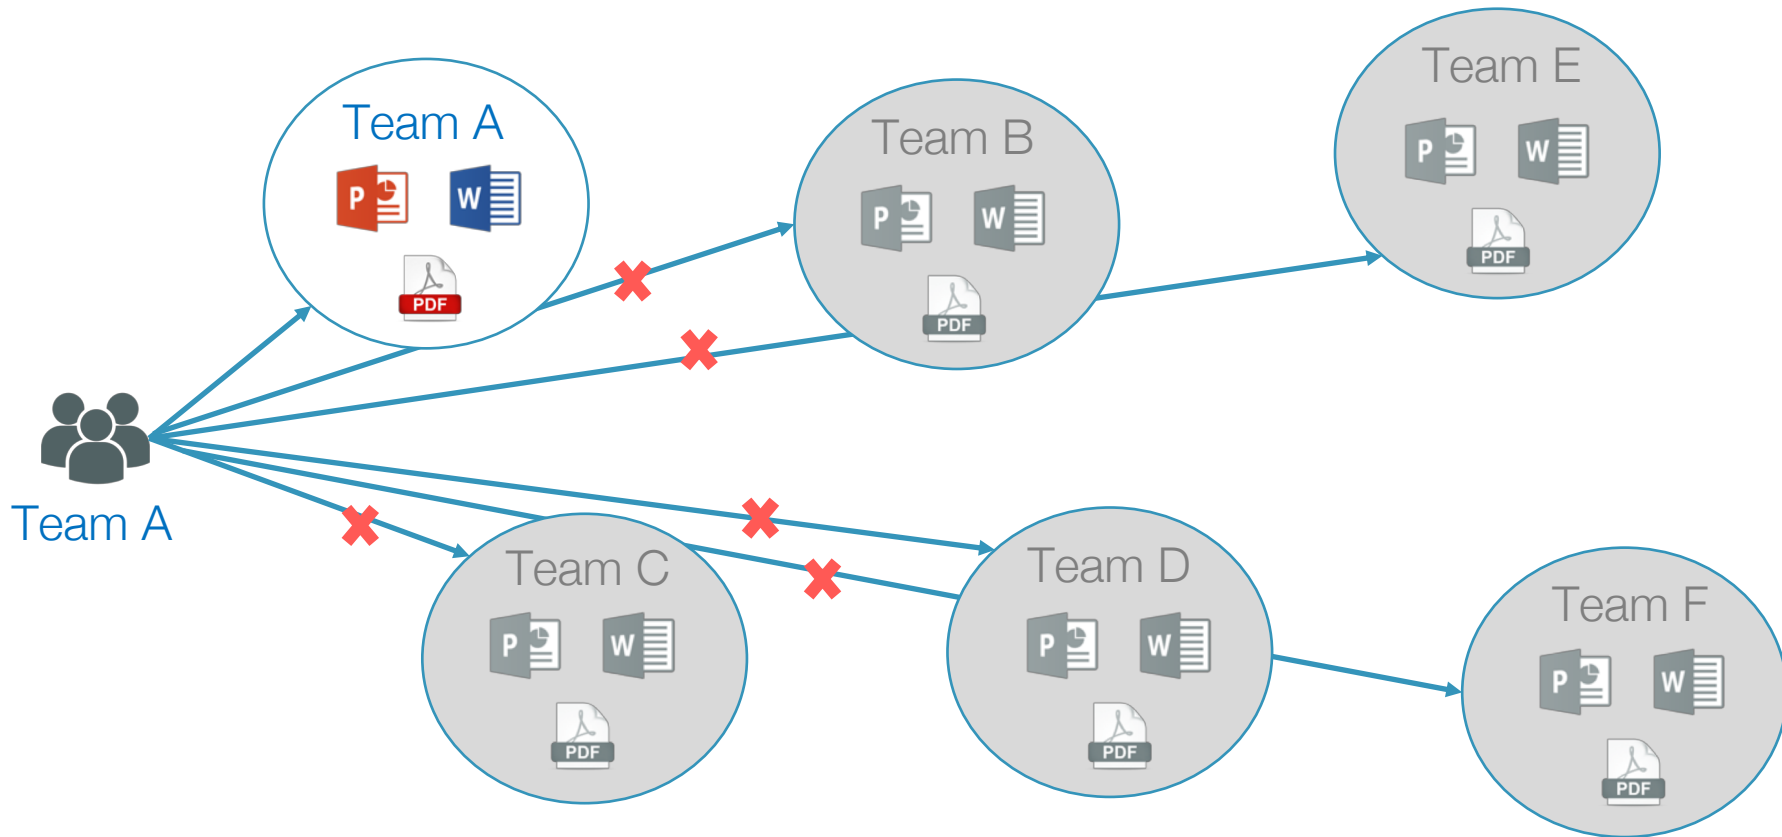 Team A
P W
PDF
Team B
P W
PDF
Team E
P W
PDF
Team A
Team C
P W
PDF
Team D
P W
PDF
Team F
P W
PDF